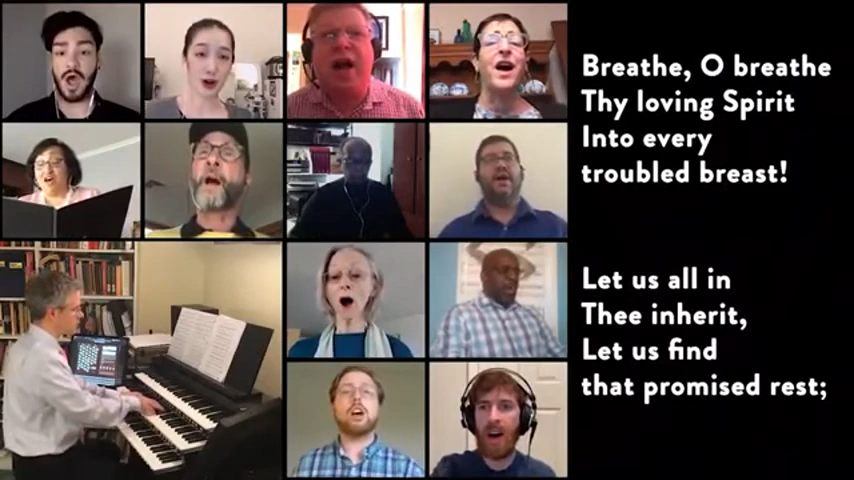 Breathe, O breathe
Thy loving Spirit
Into every
troubled breast!
Let us all in
Thee inherit,
Let us find
that promised rest;